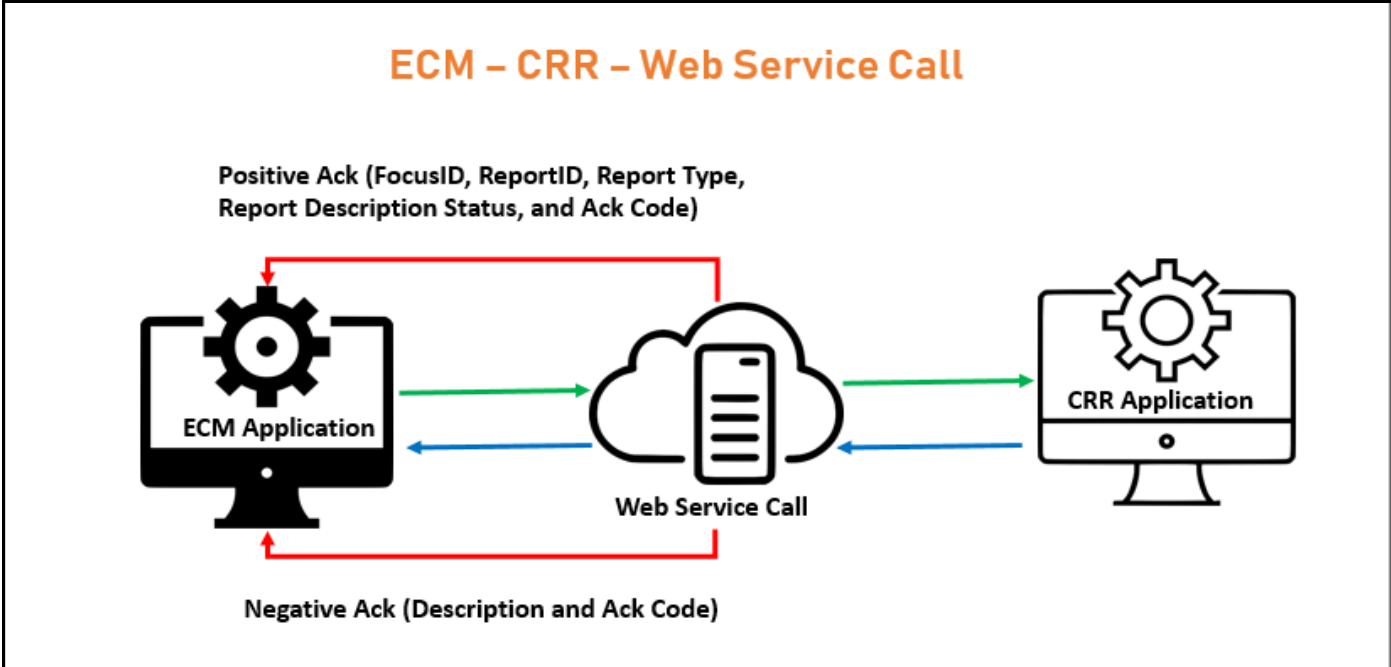 ECM – CRR – Web Service Call
Positive Ack (FocusID, ReportID, Report Type,
Report Description Status, and Ack Code)
ECM Application
CRR Application
Web Service Call
Negative Ack (Description and Ack Code)